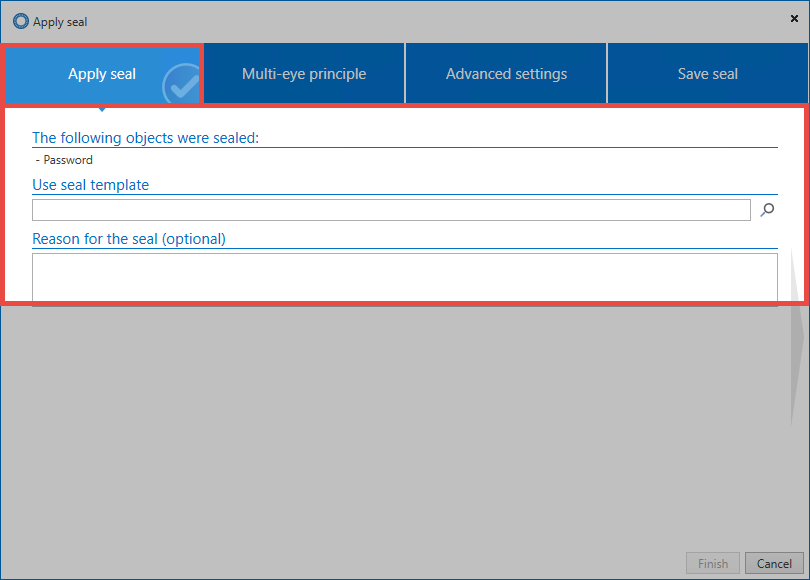 Apply seal
Apply seal
Multi-eye principle
Advanced settings
Save seal
The following objects were sealed:
- Password
Use seal template
Reason for the seal (optional)
Finish
Cancel